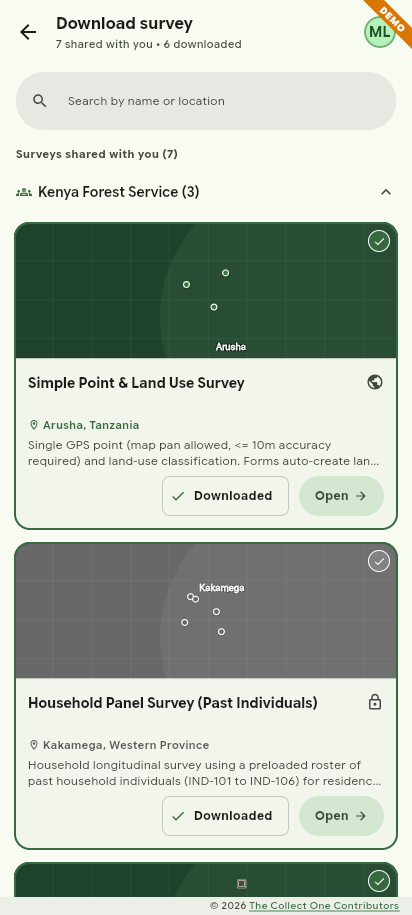 Download survey
7 shared with you • 6 downloaded
ML
DEMO
Search by name or location
Surveys shared with you (7)
Kenya Forest Service (3)
Arusha
Simple Point & Land Use Survey
Arusha, Tanzania
Single GPS point (map pan allowed, <= 10m accuracy
required) and land-use classification. Forms auto-create lan...
Downloaded
Open
Kakamega
Household Panel Survey (Past Individuals)
Kakamega, Western Province
Household longitudinal survey using a preloaded roster of
past household individuals (IND-101 to IND-106) for residenc...
Downloaded
Open
© 2026 The Collect One Contributors